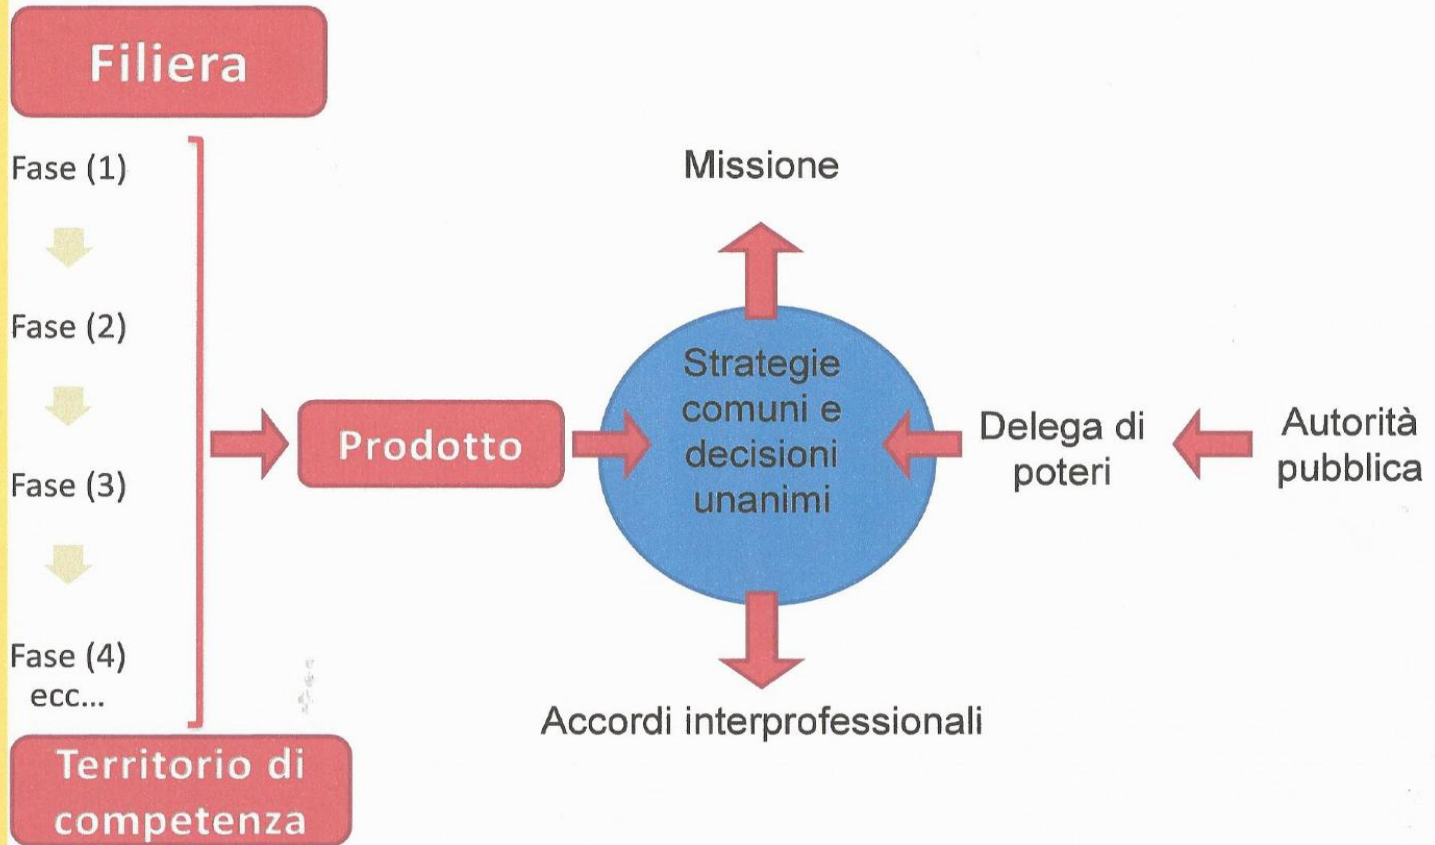 Filiera
Fase (1)
Fase (2)
Fase (3)
Fase (4)
ecc...
Territorio di
competenza
Prodotto
Missione
Strategie
comuni e
decisioni
unanimi
Accordi interprofessionali
Delega di
poteri
Autorità
pubblica